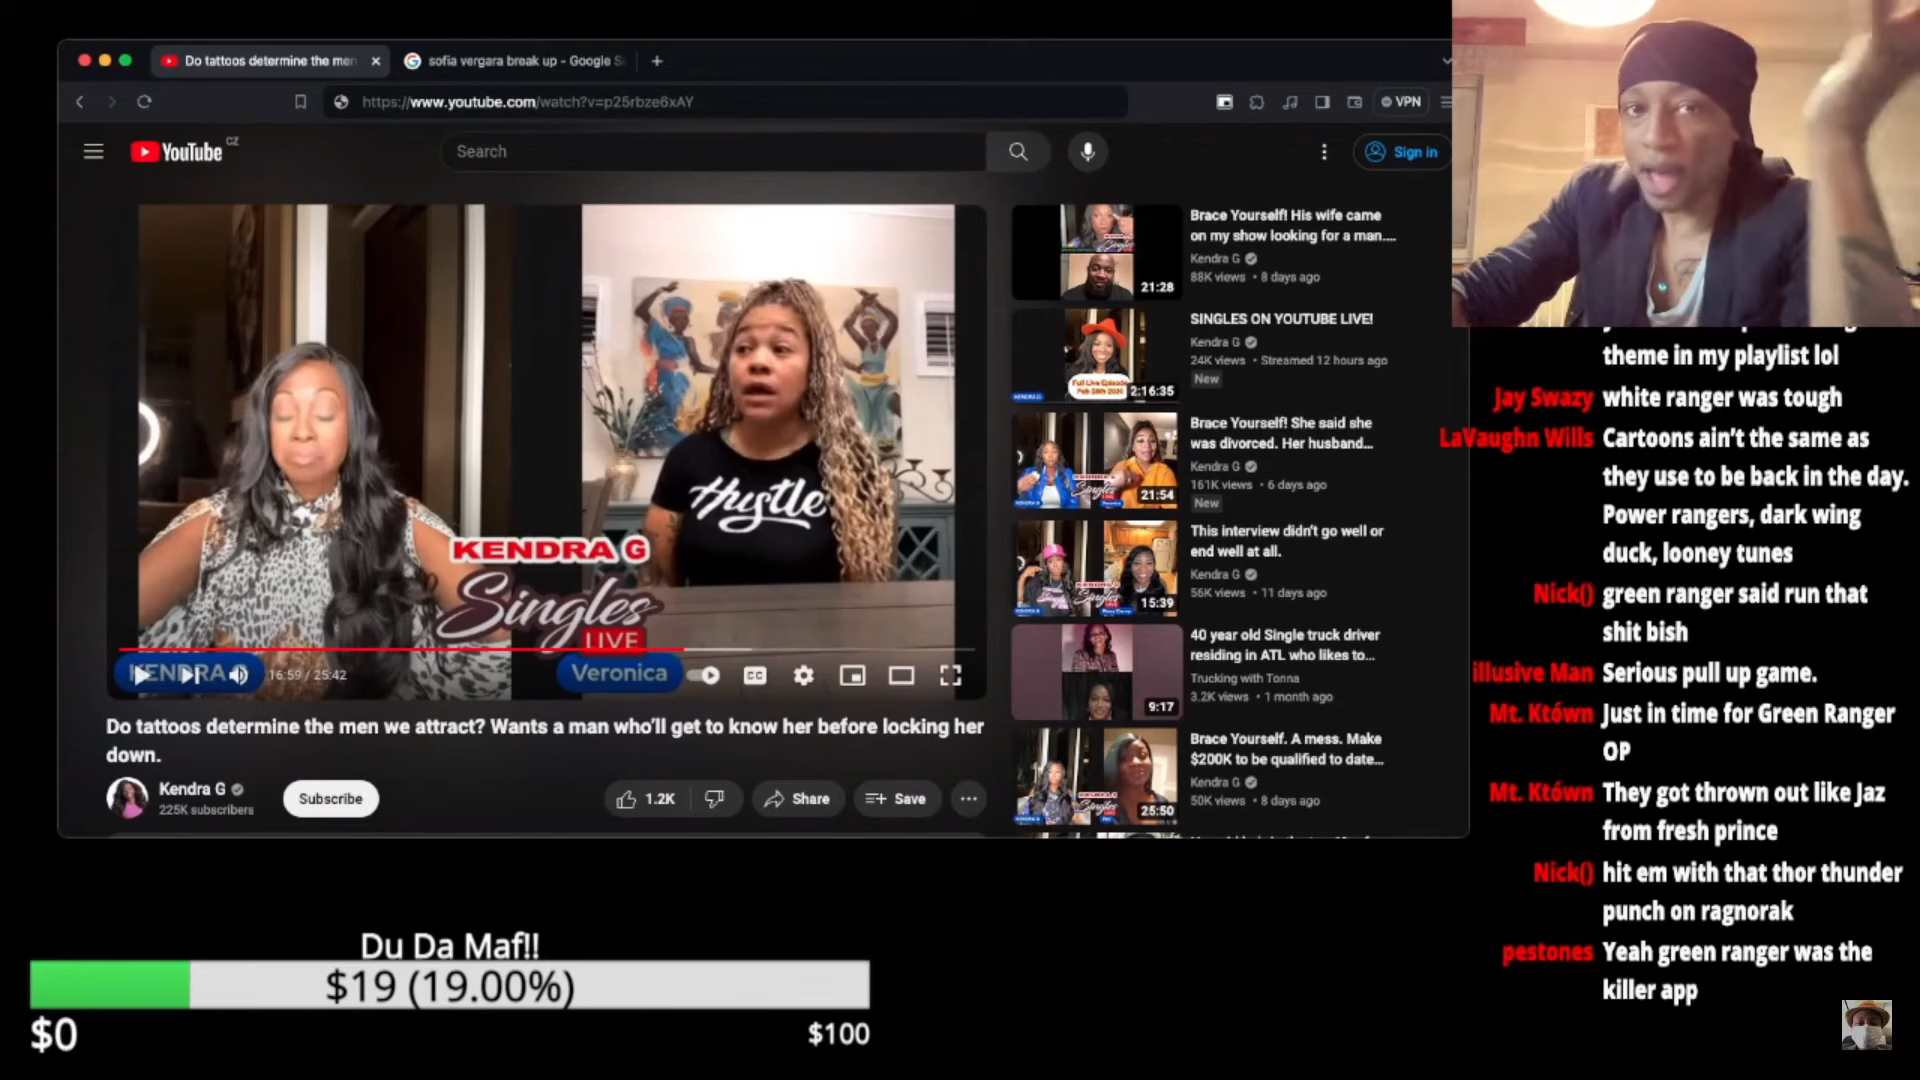 Do tattoos determine the men
sofia vergara break up - Google S
https://www.youtube.com/watch?v=p25rbze6xAY
VPN
YouTube CZ
Search
Sign in
Hustle
KENDRA G
Singles
LIVE
KENDRA
Veronica
16:59 / 25:42
CC
Do tattoos determine the men we attract? Wants a man who'll get to know her before locking her
down.
Kendra G
225K subscribers
Subscribe
1.2K
Share
Save
Brace Yourself! His wife came
on my show looking for a man....
Kendra G
88K views • 8 days ago
21:28
SINGLES ON YOUTUBE LIVE!
Kendra G
24K views • Streamed 12 hours ago
New
2:16:35
Brace Yourself! She said she
was divorced. Her husband...
Kendra G
161K views • 6 days ago
New
21:54
This interview didn't go well or
end well at all.
Kendra G
56K views • 11 days ago
15:39
40 year old Single truck driver
residing in ATL who likes to...
Trucking with Tonna
3.2K views • 1 month ago
9:17
Brace Yourself. A mess. Make
$200K to be qualified to date...
Kendra G
50K views • 8 days ago
25:50
theme in my playlist lol
Jay Swazy white ranger was tough
LaVaughn Wills Cartoons ain't the same as
they use to be back in the day.
Power rangers, dark wing
duck, looney tunes
Nick() green ranger said run that
shit bish
illusive Man Serious pull up game.
Mt. Któwn Just in time for Green Ranger
OP
Mt. Któwn They got thrown out like Jaz
from fresh prince
Nick() hit em with that thor thunder
punch on ragnorak
pestones Yeah green ranger was the
killer app
Du Da Maf!!
$19 (19.00%)
$0
$100